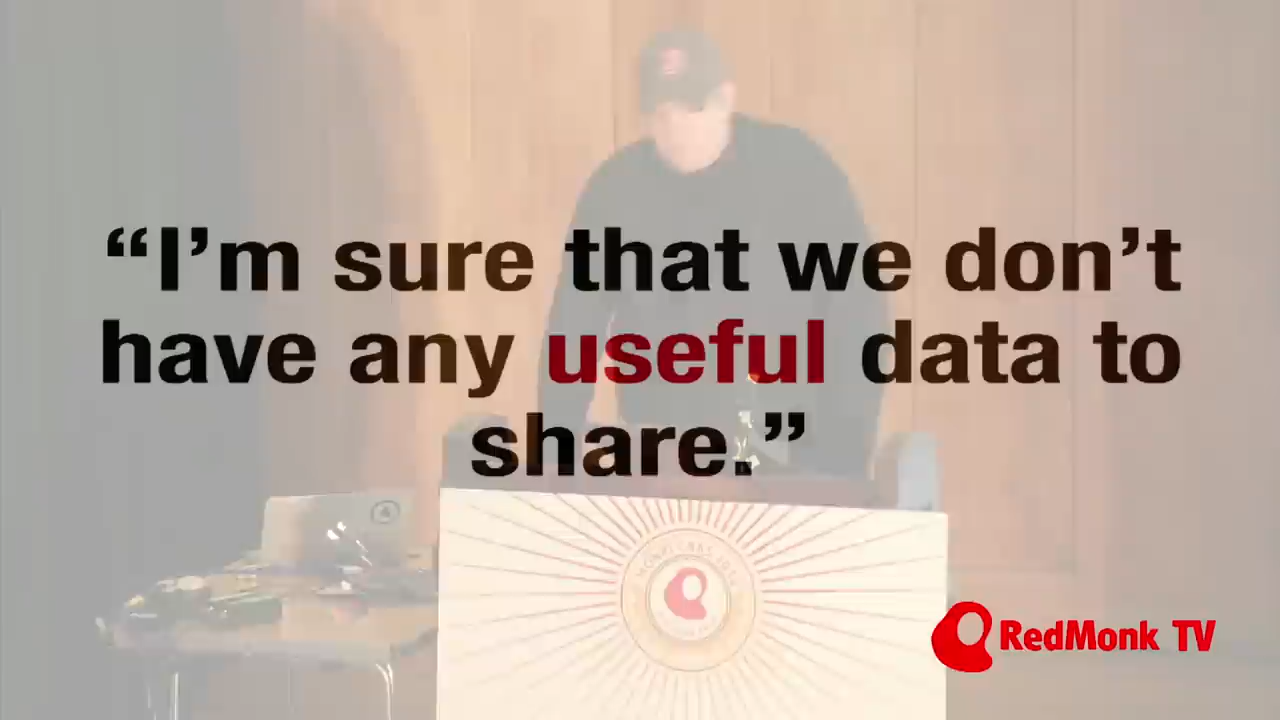 “I’m sure that we don’t
have any useful data to
share.”
RedMonk TV